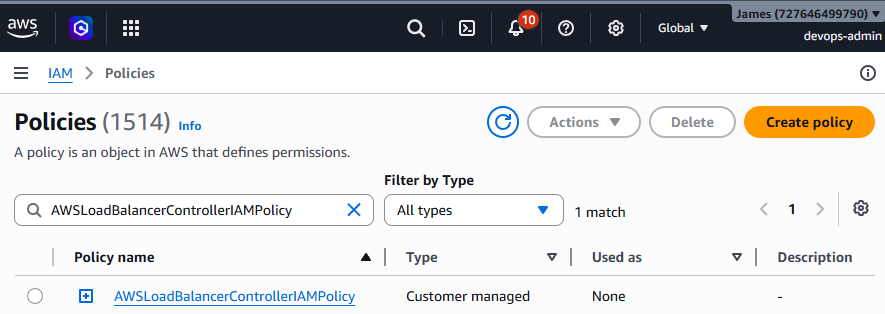 aws
10
Global
James (727646499790)
devops-admin
IAM > Policies
Policies (1514) Info
Actions
Delete
Create policy
A policy is an object in AWS that defines permissions.
Filter by Type
AWSLoadBalancerControllerIAMPolicy
All types
1 match
1
Policy name
Type
Used as
Description
AWSLoadBalancerControllerIAMPolicy
Customer managed
None
-